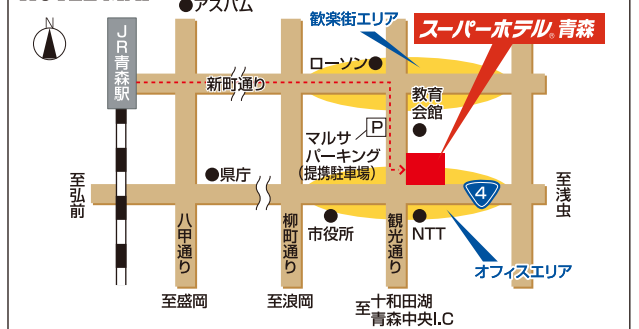 N
●アスパム
歓楽街エリア
スーパーホテル® 青森
JR青森駅
ローソン●
新町通り
教育
会館
P
マルサ
パーキング
(提携駐車場)
●県庁
至弘前
4
至浅虫
八甲通り
柳町通り
観光通り
市役所
NTT
オフィスエリア
至盛岡
至浪岡
至十和田湖
青森中央I.C